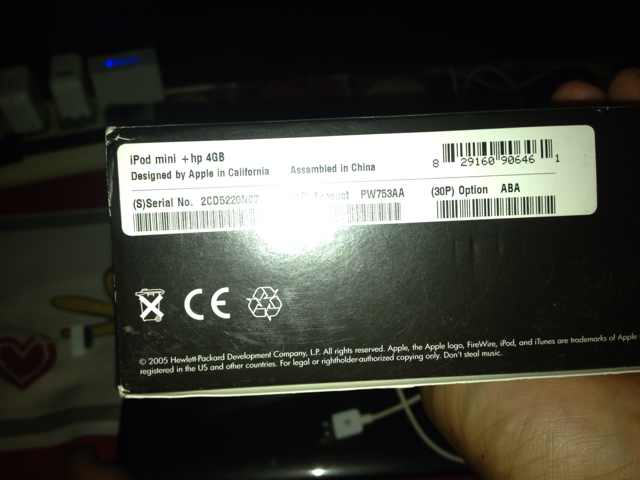 iPod mini + hp 4GB
Designed by Apple in California Assambled in China
8 29160 90646 1
(S)Serial No. PW753AA (30P) Option ABA
CE
© 2005 Hewlett-Packard Development Company, L.P. All rights reserved. Apple, the Apple logo, FireWire, iPod, and iTunes are trademarks of Apple
registered in the US and other countries. For legal or rightholder-authorized copying only. Don't steal music.